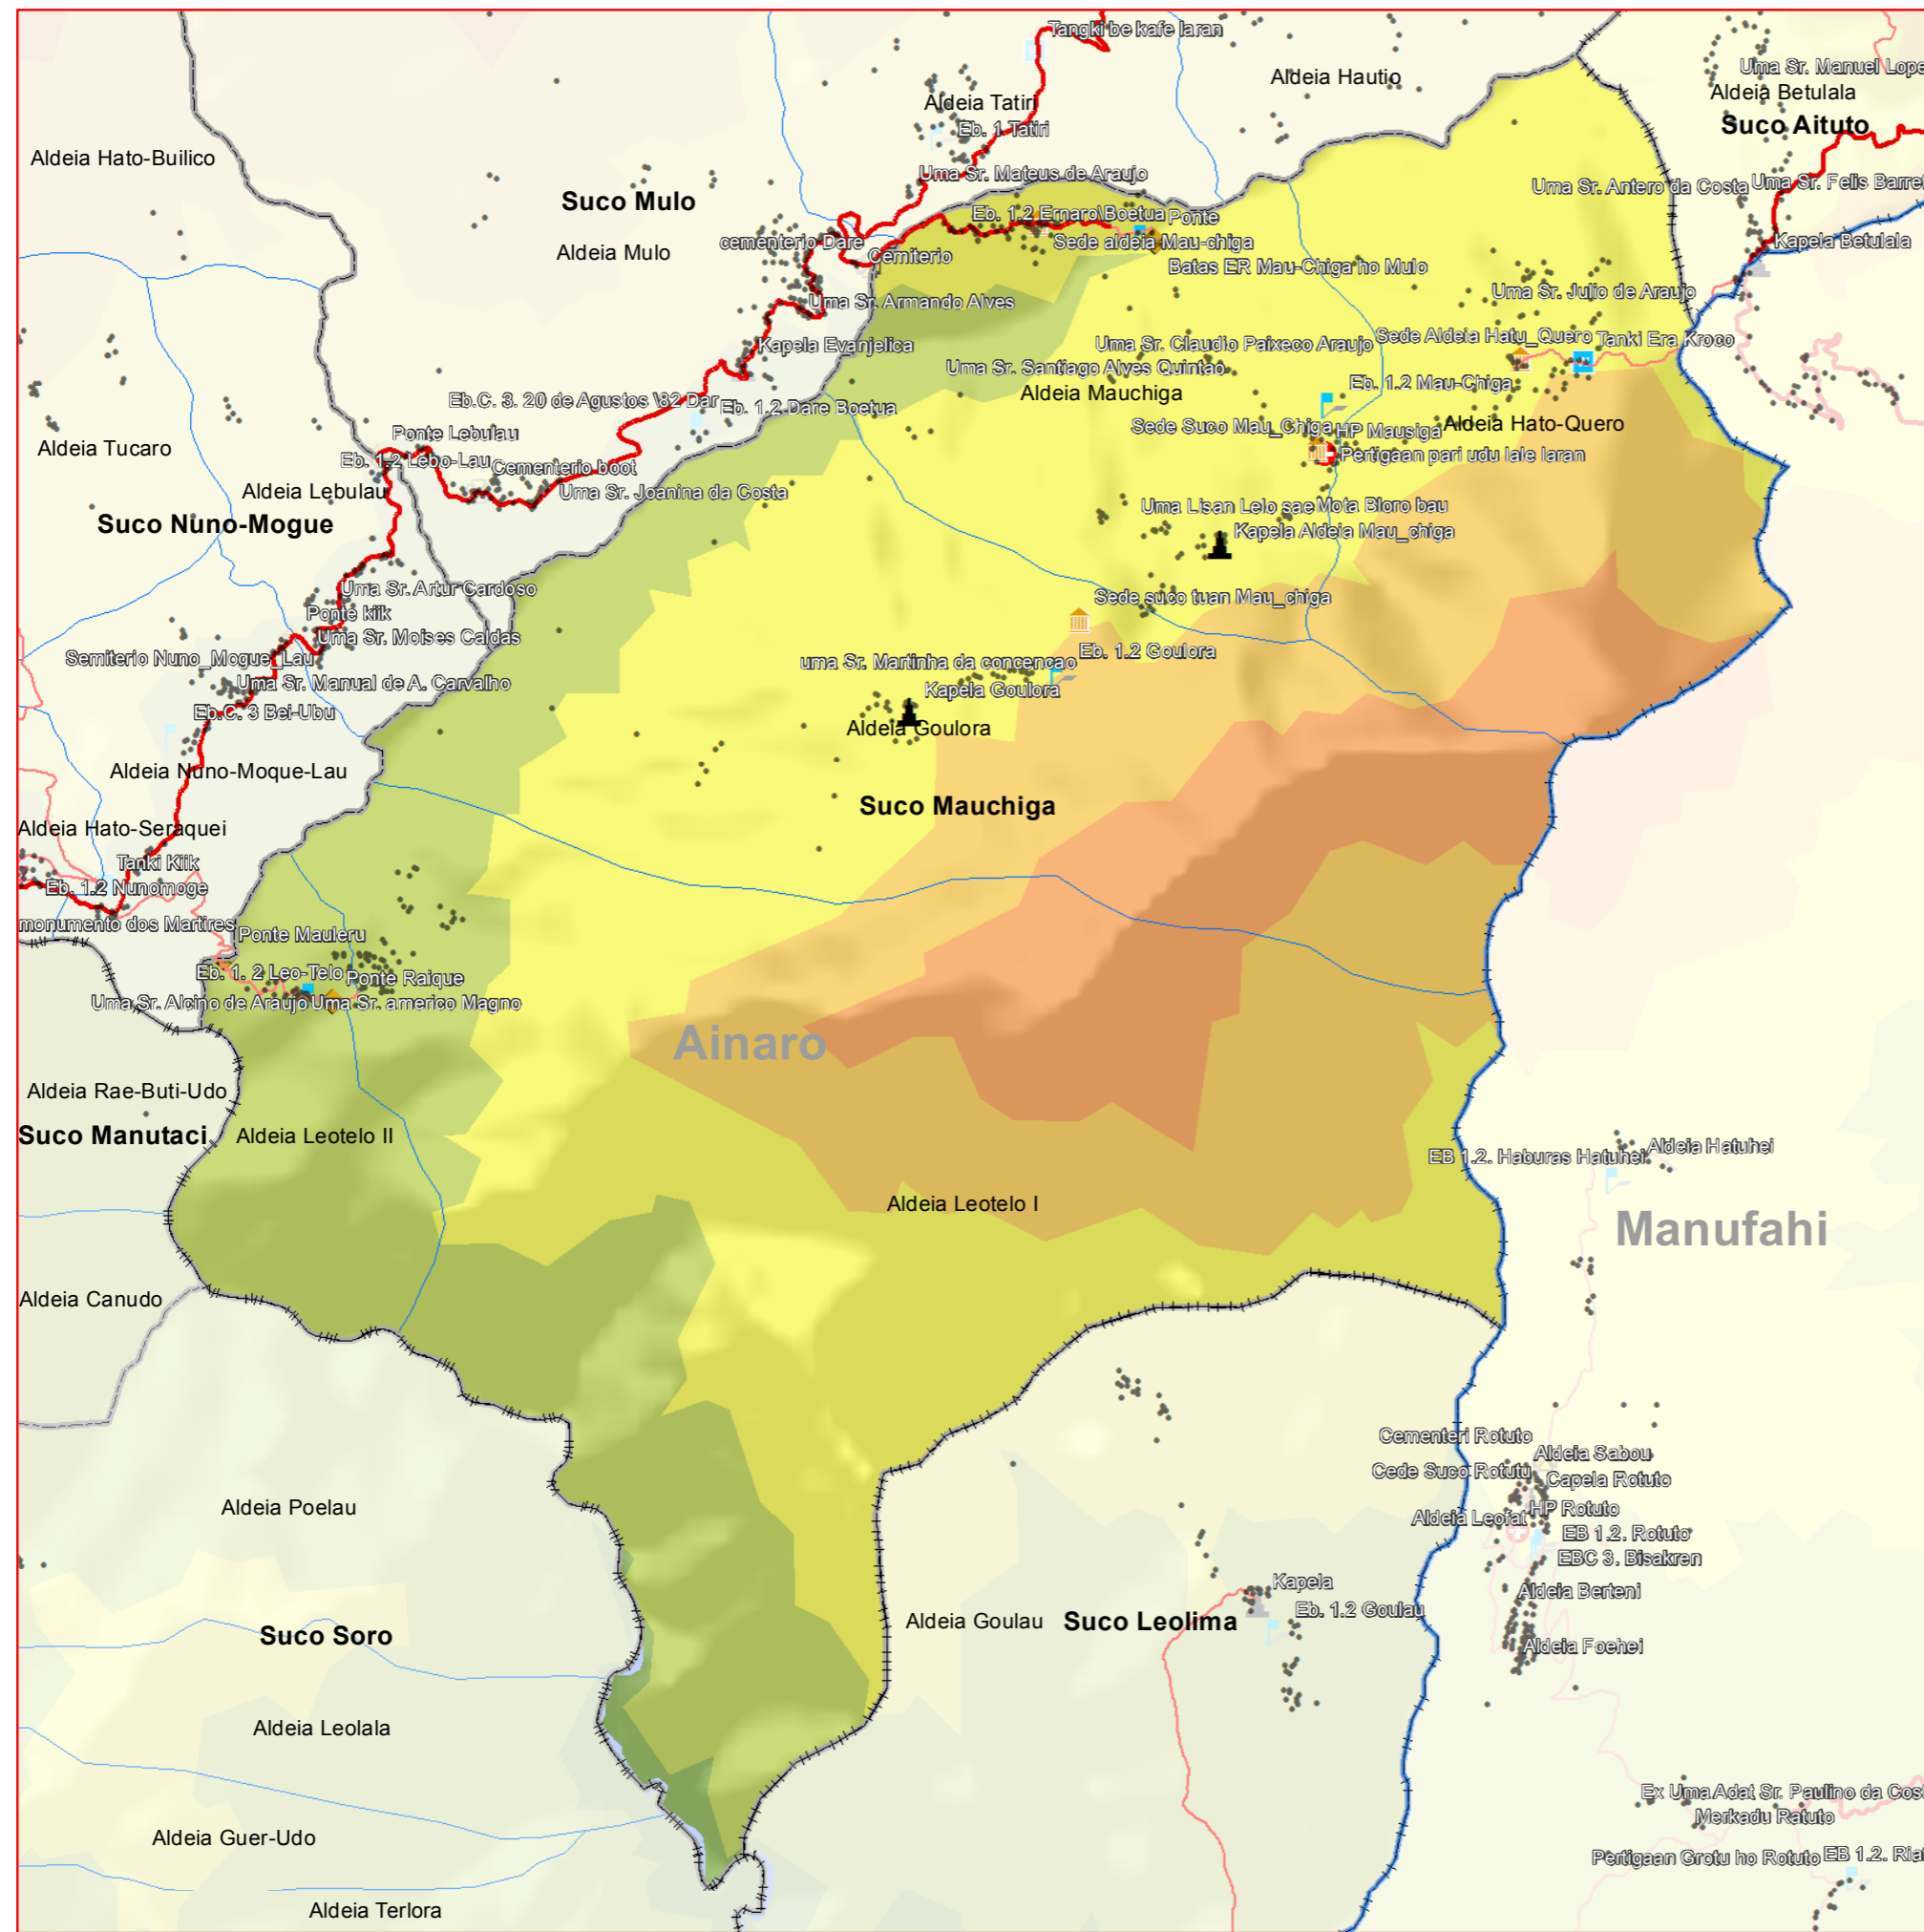 Tangki be kafe laran
Uma Sr. Manuel Lope
Aldeia Hautio
Aldeia Betulala
Aldeia Tatiri
Suco Aituto
Eb. 1 Tatiri
Aldeia Hato-Builico
Uma Sr. Mateus de Araujo
Uma Sr. Antero da Costa
Uma Sr. Felis Barre
Suco Mulo
Eb. 1.2 Ernaro\Boetua
Ponte
cementerio Dare
Sede aldeia Mau-chiga
Kapela Betulala
Aldeia Mulo
Cemiterio
Batas ER Mau-Chiga ho Mulo
Uma Sr. Julio de Araujo
Uma Sr. Armando Alves
Sede Aldeia Hatu_Quero
Tanki Era Kroco
Kapela Evanjelica
Uma Sr. Claudio Paixeco Araujo
Uma Sr. Santiago Alves Quintao
Eb. 1.2 Mau-Chiga
Aldeia Mauchiga
Eb.C. 3. 20 de Agustos \82 Dar
Eb. 1.2 Dare Boetua
Aldeia Hato-Quero
Sede Suco Mau_Chiga
HP Mausiga
Ponte Lebulau
Aldeia Tucaro
Pertigaan pari udu laie laran
Eb. 1.2 Lebo-Lau
Cementerio boot
Aldeia Lebulau
Uma Sr. Joanina da Costa
Uma Lisan Lelo sae
Mota Bloro bau
Suco Nuno-Mogue
Kapela Aldeia Mau_chiga
Uma Sr. Artur Cardoso
Sede suco tuan Mau_chiga
Ponte kiik
Uma Sr. Moises Caldas
Eb. 1.2 Goulora
Semiterio Nuno_Mogue_Lau
uma Sr. Martinha da concencao
Uma Sr. Manual de A. Carvalho
Kapela Goulora
Eb.C. 3 Bei-Ubu
Aldeia Goulora
Aldeia Nuno-Moque-Lau
Suco Mauchiga
Aldeia Hato-Seraquei
Tanki Kiik
Eb. 1.2 Nunomoge
monumento dos Martires
Ponte Mauleru
Eb. 1. 2 Leo-Telo
Ponte Raique
Uma Sr. Alcino de Araujo
Uma Sr. americo Magno
Ainaro
Aldeia Rae-Buti-Udo
Suco Manutaci
Aldeia Leotelo II
EB 1.2. Haburas Hatuhei
Aldeia Hatuhei
Aldeia Leotelo I
Manufahi
Aldeia Canudo
Cementeri Rotuto
Aldeia Sabou
Cede Suco Rotutu
Capela Rotuto
Aldeia Poelau
HP Rotuto
Aldeia Leofat
EB 1.2. Rotuto
EBC 3. Bisakren
Kapela
Aldeia Berteni
Eb. 1.2 Goulau
Aldeia Goulau
Suco Leolima
Suco Soro
Aldeia Foehei
Aldeia Leolala
Ex Uma Adat Sr. Paulino da Cos
Merkadu Ratuto
Aldeia Guer-Udo
Pertigaan Grotu ho Rotuto
EB 1.2. Ria
Aldeia Terlora